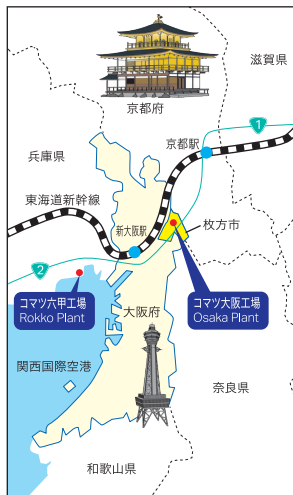 滋賀県
京都府
1
京都駅
兵庫県
東海道新幹線
新大阪駅
枚方市
2
コマツ六甲工場
Rokko Plant
コマツ大阪工場
Osaka Plant
大阪府
関西国際空港
奈良県
和歌山県